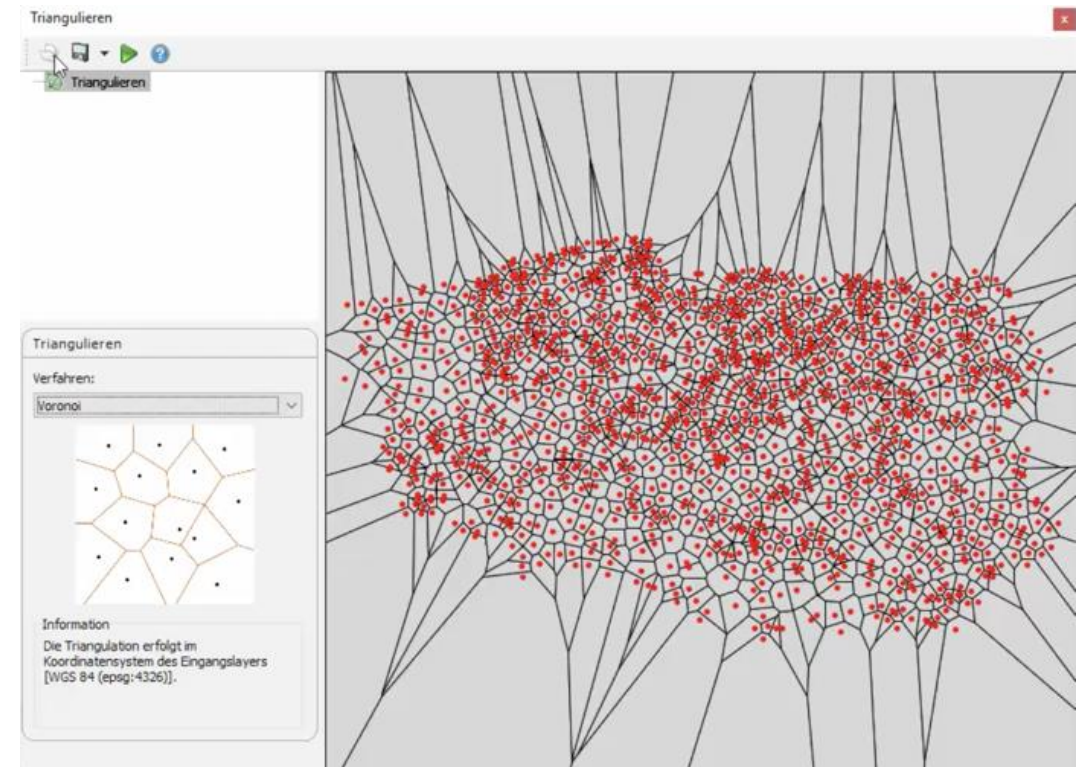 Triangulieren
x
?
Triangulieren
Triangulieren
Verfahren:
Voronoi
Information
Die Triangulation erfolgt im
Koordinatensystem des Eingangslayers
[WGS 84 (epsg:4326)].